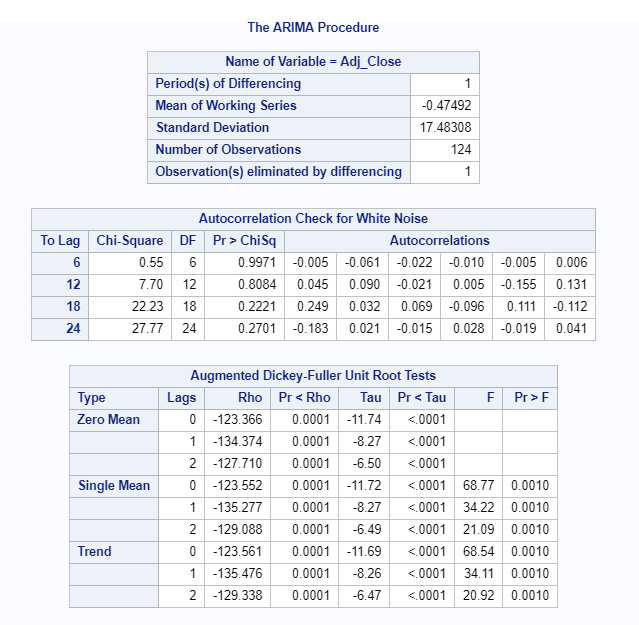 The ARIMA Procedure
Name of Variable = Adj_Close
Period(s) of Differencing 1
Mean of Working Series -0.47492
Standard Deviation 17.48308
Number of Observations 124
Observation(s) eliminated by differencing 1
Autocorrelation Check for White Noise
To Lag Chi-Square DF Pr > ChiSq Autocorrelations
6 0.55 6 0.9971 -0.005 -0.061 -0.022 -0.010 -0.005 0.006
12 7.70 12 0.8084 0.045 0.090 -0.021 0.005 -0.155 0.131
18 22.23 18 0.2221 0.249 0.032 0.069 -0.096 0.111 -0.112
24 27.77 24 0.2701 -0.183 0.021 -0.015 0.028 -0.019 0.041
Augmented Dickey-Fuller Unit Root Tests
Type Lags Rho Pr < Rho Tau Pr < Tau F Pr > F
Zero Mean 0 -123.366 0.0001 -11.74 <.0001
1 -134.374 0.0001 -8.27 <.0001
2 -127.710 0.0001 -6.50 <.0001
Single Mean 0 -123.552 0.0001 -11.72 <.0001 68.77 0.0010
1 -135.277 0.0001 -8.27 <.0001 34.22 0.0010
2 -129.088 0.0001 -6.49 <.0001 21.09 0.0010
Trend 0 -123.561 0.0001 -11.69 <.0001 68.54 0.0010
1 -135.476 0.0001 -8.26 <.0001 34.11 0.0010
2 -129.338 0.0001 -6.47 <.0001 20.92 0.0010